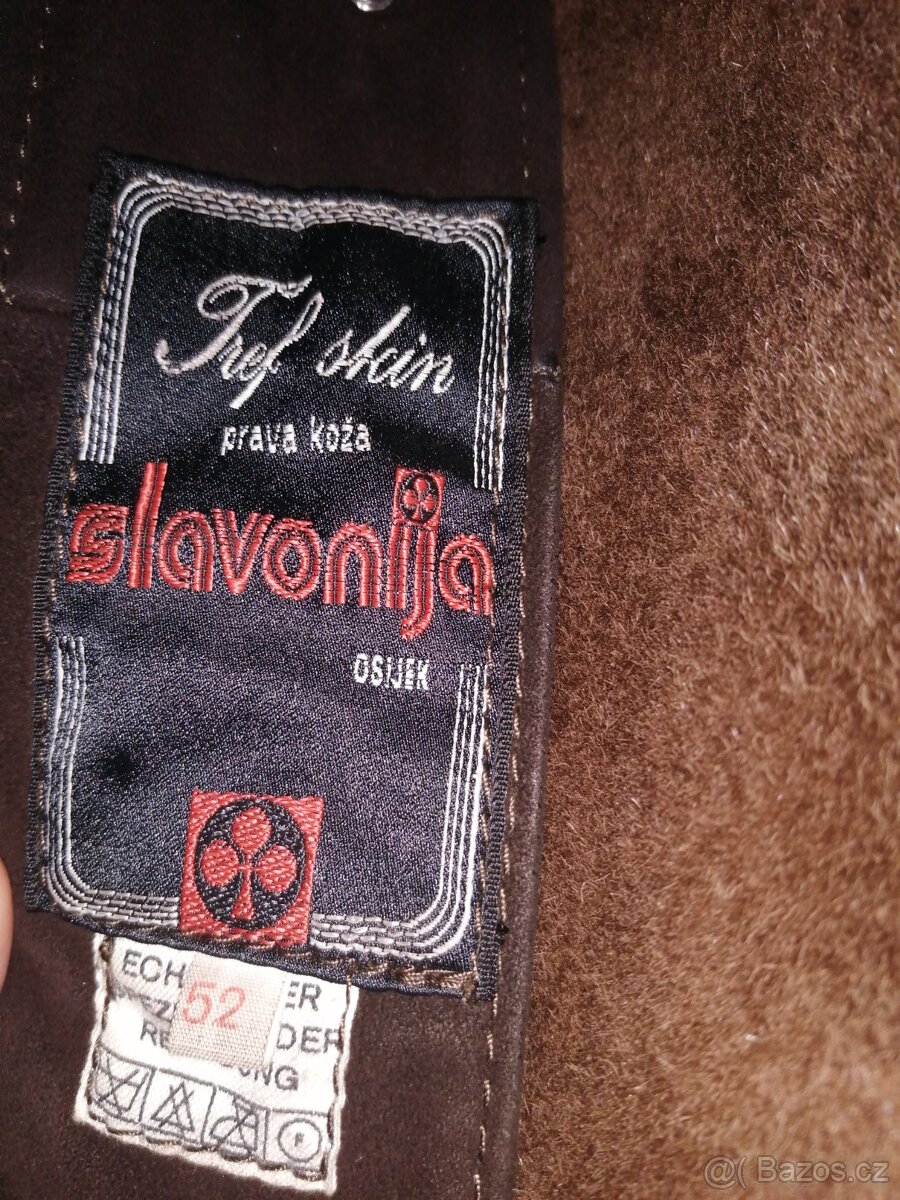 Tref skin
prava koža
slavonija
OSIJEK
52
@( Bazos.cz